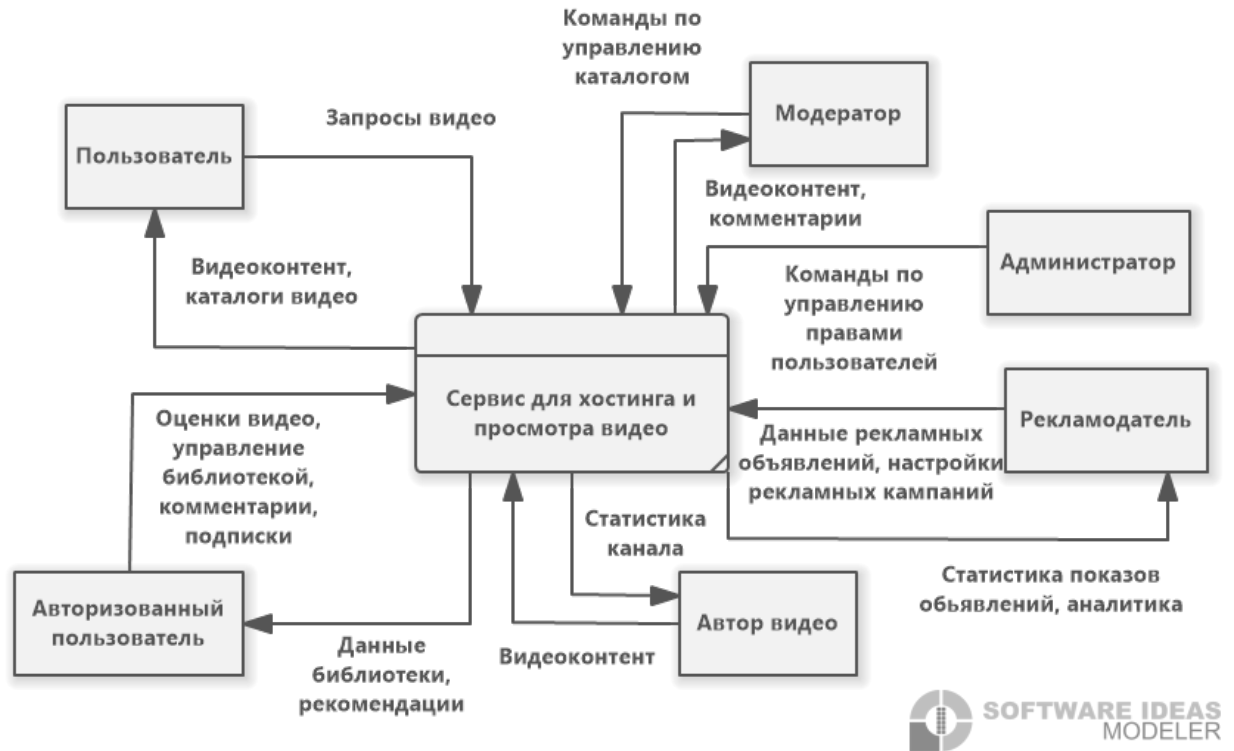 Команды по
управлению
каталогом
Модератор
Запросы видео
Пользователь
Видеоконтент,
комментарии
Администратор
Видеоконтент,
каталоги видео
Команды по
управлению
правами
пользователей
Сервис для хостинга и
просмотра видео
Рекламодатель
Оценки видео,
управление
библиотекой,
комментарии,
подписки
Данные рекламных
объявлений, настройки
рекламных кампаний
Статистика
канала
Статистика показов
обьявлений, аналитика
Авторизованный
пользователь
Автор видео
Данные
библиотеки,
рекомендации
Видеоконтент
SOFTWARE IDEAS
MODELER